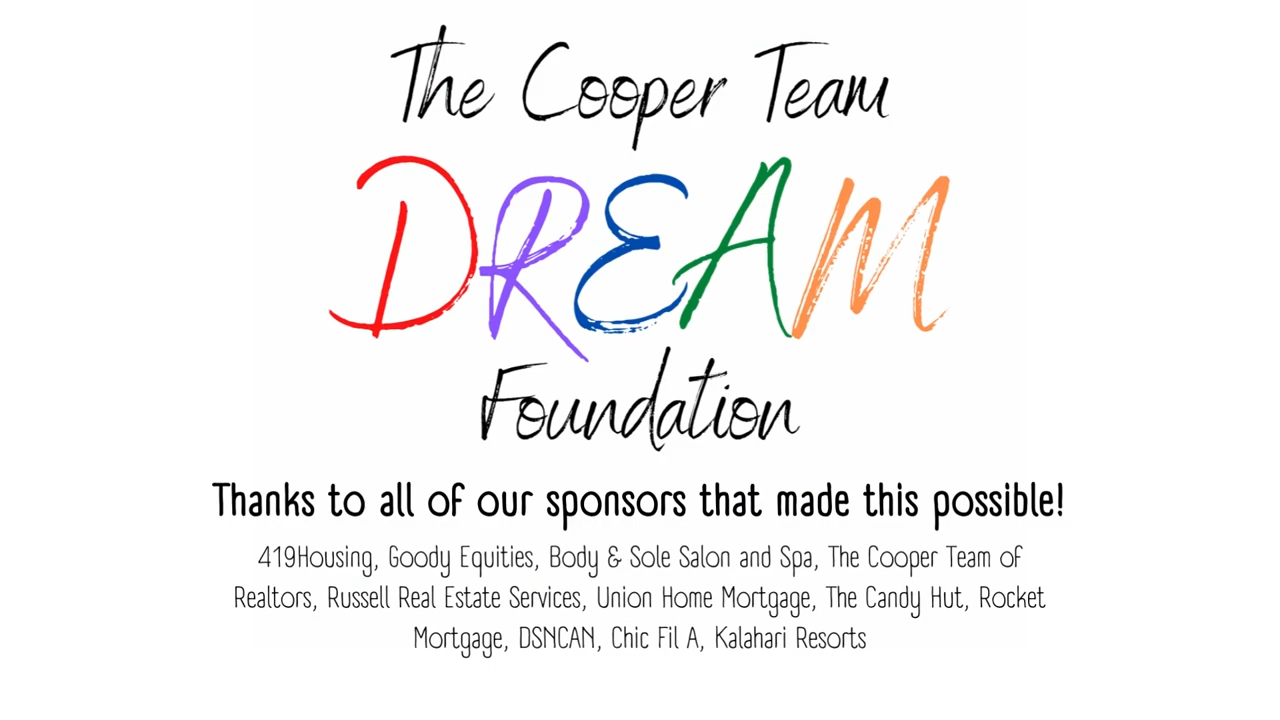 The Cooper Team
DREAM
Foundation
Thanks to all of our sponsors that made this possible!
419Housing, Goody Equities, Body & Sole Salon and Spa, The Cooper Team of
Realtors, Russell Real Estate Services, Union Home Mortgage, The Candy Hut, Rocket
Mortgage, DSNCAN, Chic Fil A, Kalahari Resorts